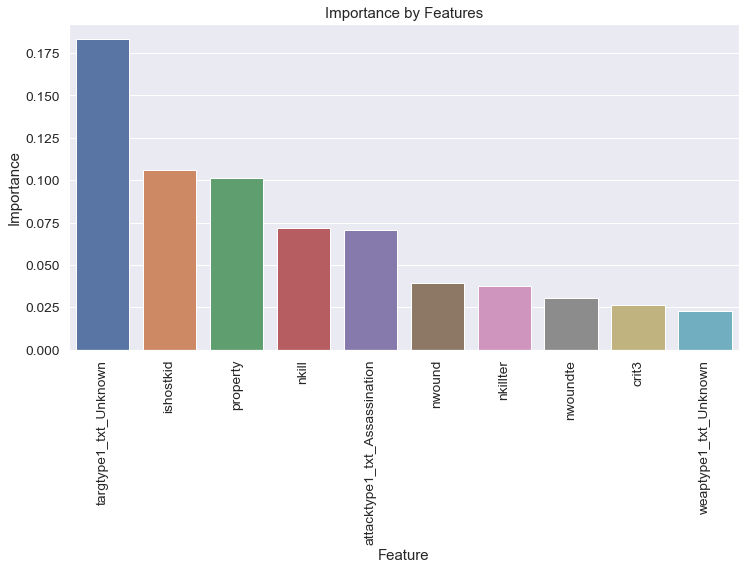 Importance by Features
Importance
0.175
0.150
0.125
0.100
0.075
0.050
0.025
0.000
targtype1_txt_Unknown
ishostkid
property
nkill
attacktype1_txt_Assassination
nwound
nkillter
nwoundte
crit3
weaptype1_txt_Unknown
Feature